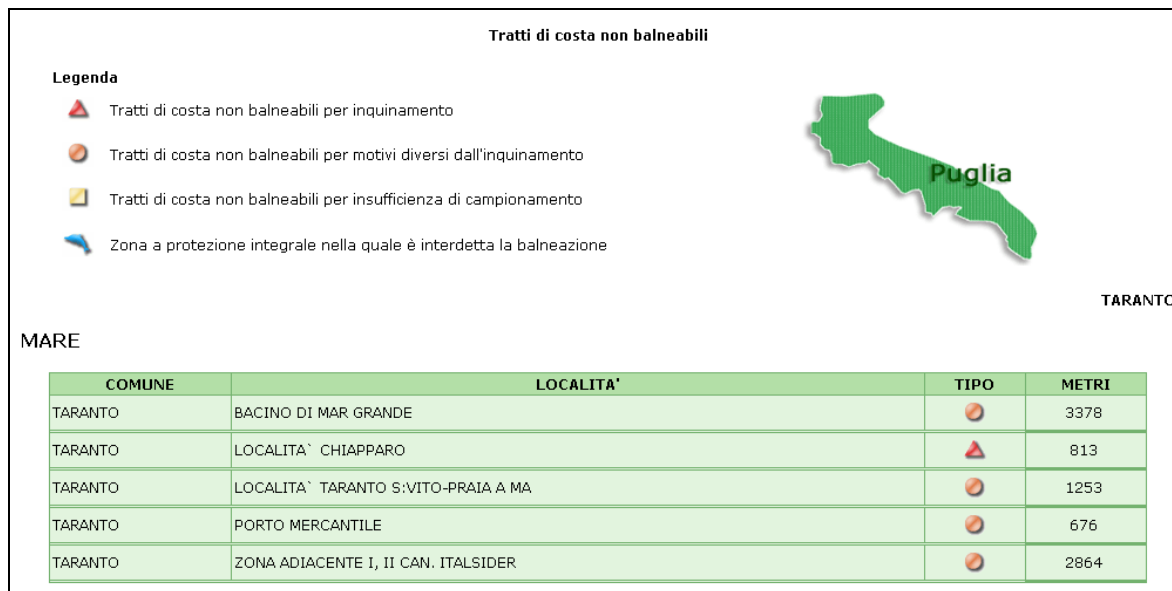 Tratti di costa non balneabili
Legenda
Tratti di costa non balneabili per inquinamento
Tratti di costa non balneabili per motivi diversi dall'inquinamento
Tratti di costa non balneabili per insufficienza di campionamento
Zona a protezione integrale nella quale è interdetta la balneazione
Puglia
TARANTO
MARE
COMUNE LOCALITA' TIPO METRI
TARANTO BACINO DI MAR GRANDE 3378
TARANTO LOCALITA` CHIAPPARO 813
TARANTO LOCALITA` TARANTO S:VITO-PRAIA A MA 1253
TARANTO PORTO MERCANTILE 676
TARANTO ZONA ADIACENTE I, II CAN. ITALSIDER 2864